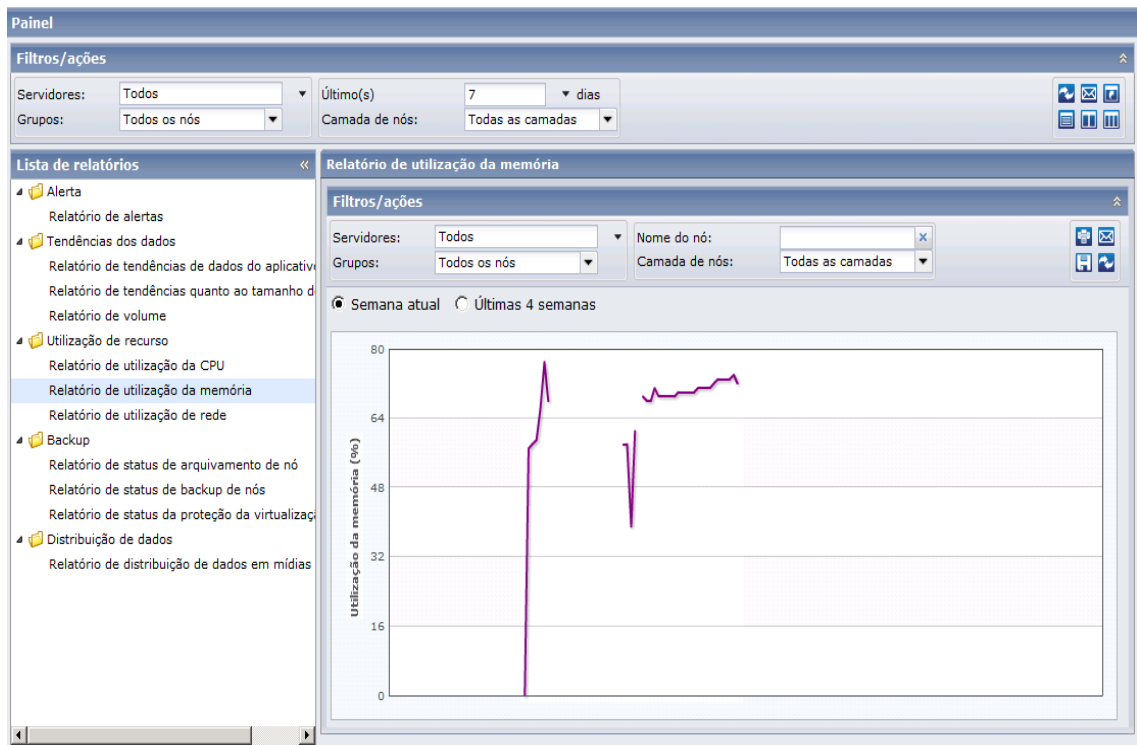 Painel
Filtros/ações
Servidores: Todos Último(s) 7 dias
Grupos: Todos os nós Camada de nós: Todas as camadas
Lista de relatórios
Alerta
Relatório de alertas
Tendências dos dados
Relatório de tendências de dados do aplicativ
Relatório de tendências quanto ao tamanho d
Relatório de volume
Utilização de recurso
Relatório de utilização da CPU
Relatório de utilização da memória
Relatório de utilização de rede
Backup
Relatório de status de arquivamento de nó
Relatório de status de backup de nós
Relatório de status da proteção da virtualizaç
Distribuição de dados
Relatório de distribuição de dados em mídias
Relatório de utilização da memória
Filtros/ações
Servidores: Todos Nome do nó:
Grupos: Todos os nós Camada de nós: Todas as camadas
Semana atual Últimas 4 semanas
Utilização da memória (%)
80
64
48
32
16
0